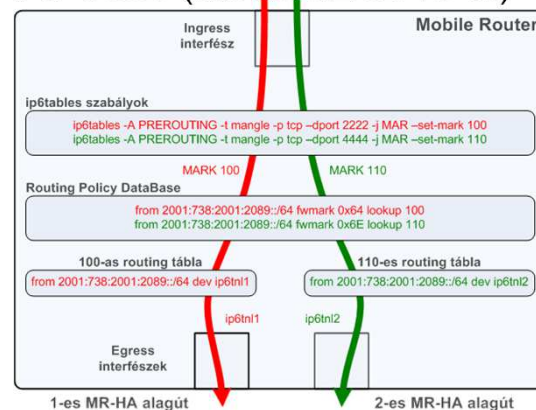 Mobile Router
Ingress
interfész
ip6tables szabályok
ip6tables -A PREROUTING -t mangle -p tcp –dport 2222 -j MAR –set-mark 100
ip6tables -A PREROUTING -t mangle -p tcp –dport 4444 -j MAR –set-mark 110
MARK 100
MARK 110
Routing Policy DataBase
from 2001:738:2001:2089::/64 fwmark 0x64 lookup 100
from 2001:738:2001:2089::/64 fwmark 0x6E lookup 110
100-as routing tábla
110-es routing tábla
from 2001:738:2001:2089::/64 dev ip6tnl1
from 2001:738:2001:2089::/64 dev ip6tnl2
ip6tnl1
ip6tnl2
Egress
interfészek
1-es MR-HA alagút
2-es MR-HA alagút